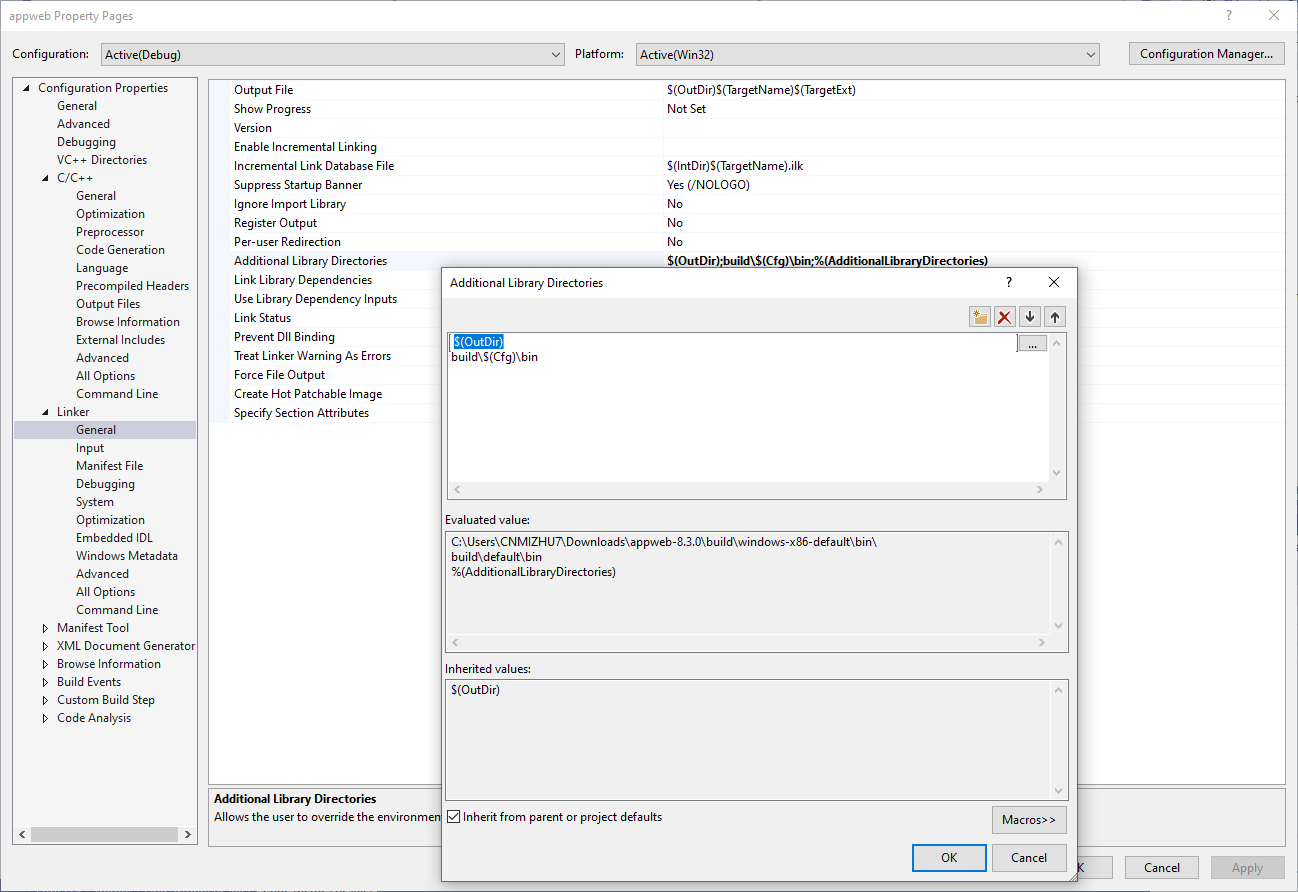 appweb Property Pages
?
Configuration: Active(Debug) Platform: Active(Win32) Configuration Manager...
Configuration Properties
General
Advanced
Debugging
VC++ Directories
C/C++
General
Optimization
Preprocessor
Code Generation
Language
Precompiled Headers
Output Files
Browse Information
External Includes
Advanced
All Options
Command Line
Linker
General
Input
Manifest File
Debugging
System
Optimization
Embedded IDL
Windows Metadata
Advanced
All Options
Command Line
Manifest Tool
XML Document Generator
Browse Information
Build Events
Custom Build Step
Code Analysis
Output File $(OutDir)$(TargetName)$(TargetExt)
Show Progress Not Set
Version
Enable Incremental Linking
Incremental Link Database File $(IntDir)$(TargetName).ilk
Suppress Startup Banner Yes (/NOLOGO)
Ignore Import Library No
Register Output No
Per-user Redirection No
Additional Library Directories $(OutDir);build\$(Cfg)\bin;%(AdditionalLibraryDirectories)
Link Library Dependencies
Use Library Dependency Inputs
Link Status
Prevent Dll Binding
Treat Linker Warning As Errors
Force File Output
Create Hot Patchable Image
Specify Section Attributes
Additional Library Directories
Allows the user to override the environmen
Additional Library Directories
?
$(OutDir)
...
build\$(Cfg)\bin
Evaluated value:
C:\Users\CNMIZHU7\Downloads\appweb-8.3.0\build\windows-x86-default\bin\
build\default\bin
%(AdditionalLibraryDirectories)
Inherited values:
$(OutDir)
Inherit from parent or project defaults
Macros>>
OK Cancel
K Cancel Apply